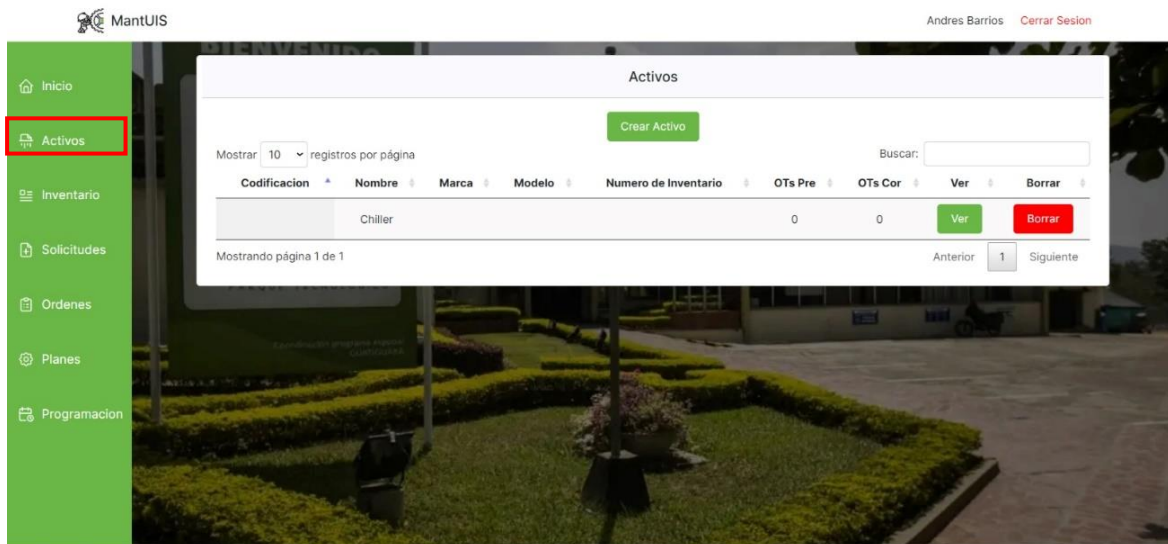 MantUIS
Andres Barrios Cerrar Sesion
Inicio
Activos
Inventario
Solicitudes
Ordenes
Planes
Programacion
BIENVENIDO
Activos
Crear Activo
Mostrar 10 registros por página
Buscar:
Codificacion Nombre Marca Modelo Numero de Inventario OTs Pre OTs Cor Ver Borrar
Chiller 0 0 Ver Borrar
Mostrando página 1 de 1
Anterior 1 Siguiente